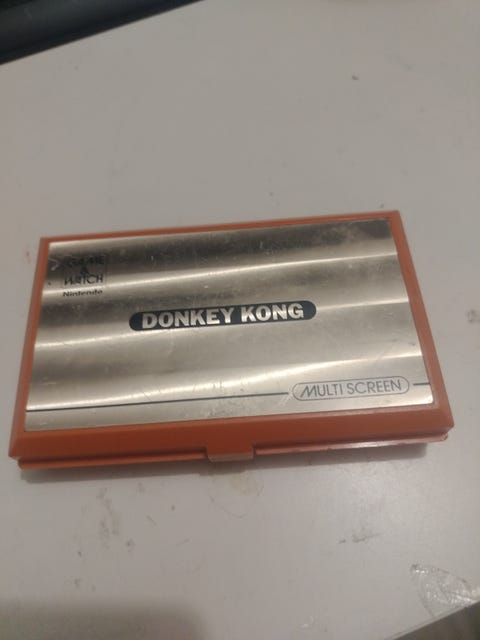 GAME
&
WATCH
Nintendo
DONKEY KONG
MULTI SCREEN